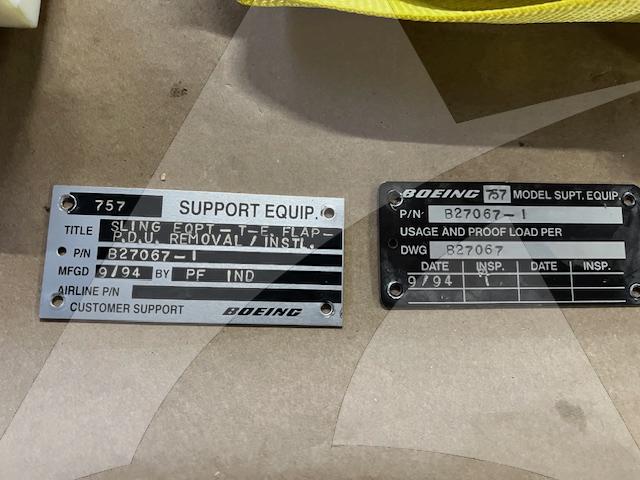 757 SUPPORT EQUIP.
TITLE SLING EQPT-T-E. FLAP-
P.D.U. REMOVAL/INSTL.
P/N B27067-1
MFGD 9/94 BY PF IND
AIRLINE P/N
CUSTOMER SUPPORT BOEING
BOEING 757 MODEL SUPT. EQUIP.
P/N B27067-1
USAGE AND PROOF LOAD PER
DWG B27067
DATE INSP. DATE INSP.
9/94 1